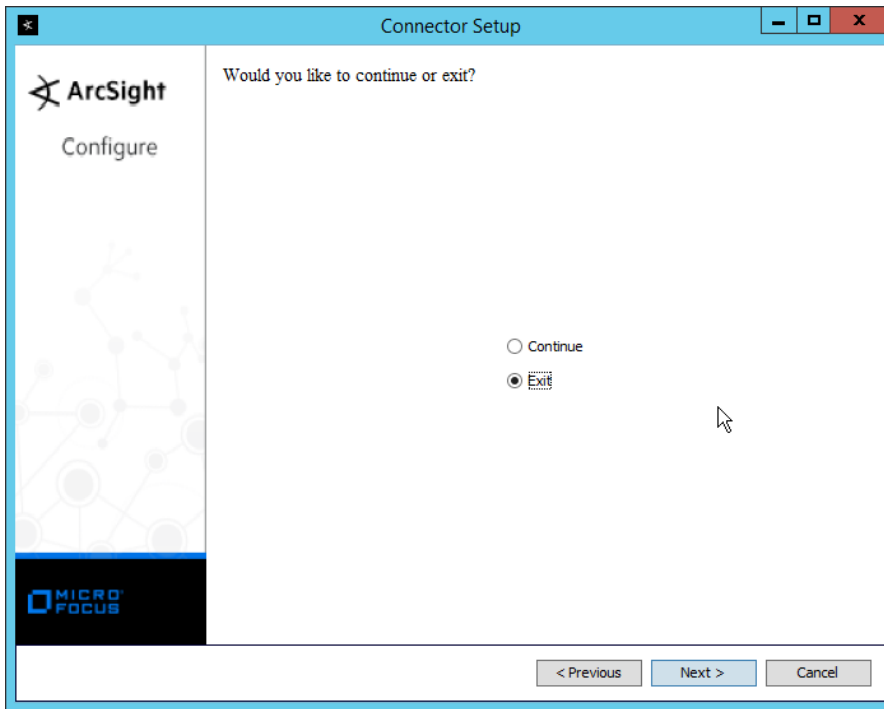 Connector Setup
X
ArcSight
Configure
Would you like to continue or exit?
Continue
Exit
MICRO
FOCUS
< Previous
Next >
Cancel